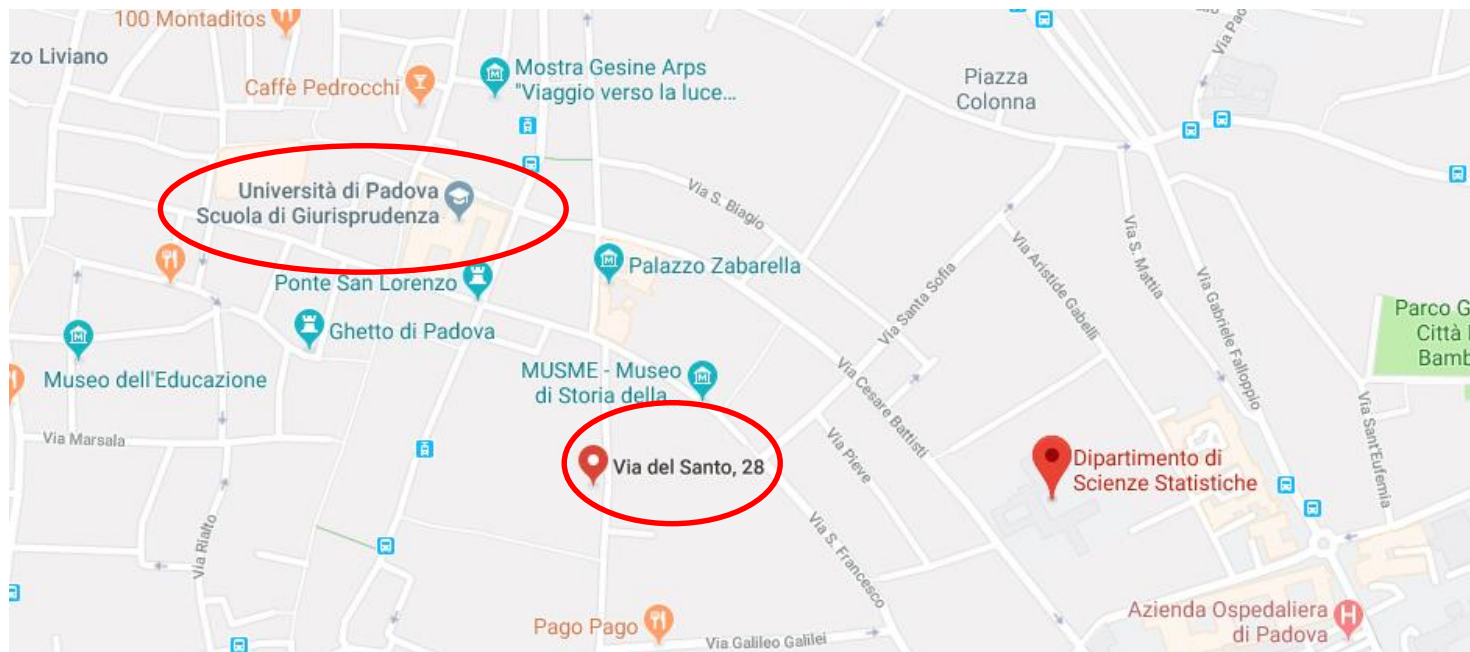 100 Montaditos
zo Liviano
Caffè Pedrocchi
Mostra Gesine Arps
"Viaggio verso la luce...
Piazza
Colonna
Università di Padova
Scuola di Giurisprudenza
Via S. Biagio
Palazzo Zabarella
Ponte San Lorenzo
Ghetto di Padova
Via Santa Sofia
Via Aristide Gabelli
Via S. Mattia
Via Gabriele Falloppio
Parco G
Città
Bamb
Museo dell'Educazione
MUSME - Museo
di Storia della
Via Cesare Battisti
Via Sant'Eufemia
Via Marsala
Via del Santo, 28
Via Pieve
Dipartimento di
Scienze Statistiche
Via Rialto
Via S. Francesco
Pago Pago
Via Galileo Galilei
Azienda Ospedaliera
di Padova
H